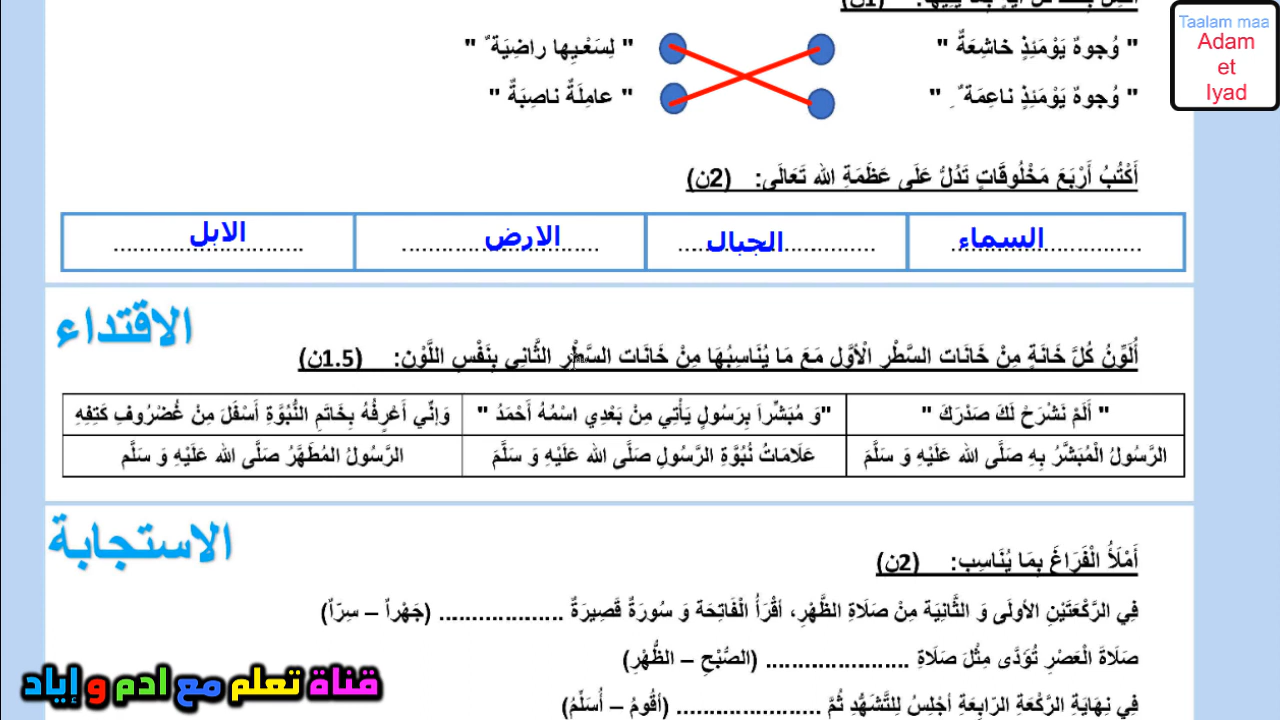 Taalam maa
Adam
et
Iyad
" وُجوهٌ يَوْمَئِذٍ خاشِعَةٌ " " لِسَعْيِها راضِيَة ٌ "
" وُجوهٌ يَوْمَئِذٍ ناعِمَة ٌ ِ " " عامِلَةٌ ناصِبَةٌ "
أَكْتُبُ أَرْبَعَ مَخْلُوقَاتٍ تَدُلُّ عَلَى عَظَمَةِ الله تَعَالَى: (2ن)
السماء الجبال الارض الابل
الاقتداء
أُلَوِّنُ كُلَّ خَانَةٍ مِنْ خَانَات السَّطْرِ الْأَوَّلِ مَعَ مَا يُنَاسِبُهَا مِنْ خَانَات السَّطْرِ الثَّانِي بِنَفْسِ اللَّوْن: (1.5ن)
" أَلَمْ نَشْرَحْ لَكَ صَدْرَكَ " "وَ مُبَشِّراَ بِرَسُولٍ يَأْتِي مِنْ بَعْدِي اسْمُهُ أَحْمَدُ " وَإنِّي أَعْرِفُهُ بِخَاتَمِ النُّبُوَّةِ أَسْفَلَ مِنْ غُضْرُوفِ كَتِفِهِ
الرَّسُولُ الْمُبَشَّرُ بِهِ صَلَّى الله عَلَيْهِ وَ سَلَّمَ عَلَامَاتُ نُبُوَّةِ الرَّسُولِ صَلَّى الله عَلَيْهِ وَ سَلَّمَ الرَّسُولُ المُطَهَّرُ صَلَّى الله عَلَيْهِ وَ سَلَّم
الاستجابة
أَمْلَأُ الْفَرَاغَ بِمَا يُنَاسِب: (2ن)
فِي الرَّكْعَتَيْنِ الأولَى وَ الثَّانِيَة مِنْ صَلَاةِ الظَّهْرِ، أَقْرَأُ الْفَاتِحَة وَ سُورَةٌ قَصِيرَةٌ .................... (جَهْراً – سِرّاً)
صَلَاةَ الْعَصْرِ تُؤَدَّى مِثْلَ صَلَاةِ ....................... (الصُّبْحِ – الظُّهْرِ)
فِي نِهَايَةِ الرَّكْعَةِ الرّابِعَةِ أجْلِسُ لِلتَّشَهُّدِ ثُمَّ ....................... (أقُومُ – أُسَلِّمُ)
قناة تعلم مع ادم و إياد